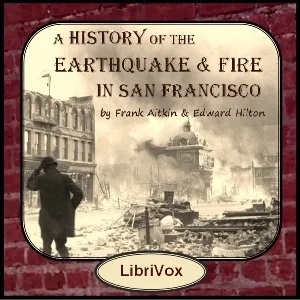 A HISTORY OF THE
EARTHQUAKE & FIRE
IN SAN FRANCISCO
by Frank Aitkin & Edward Hilton
LibriVox